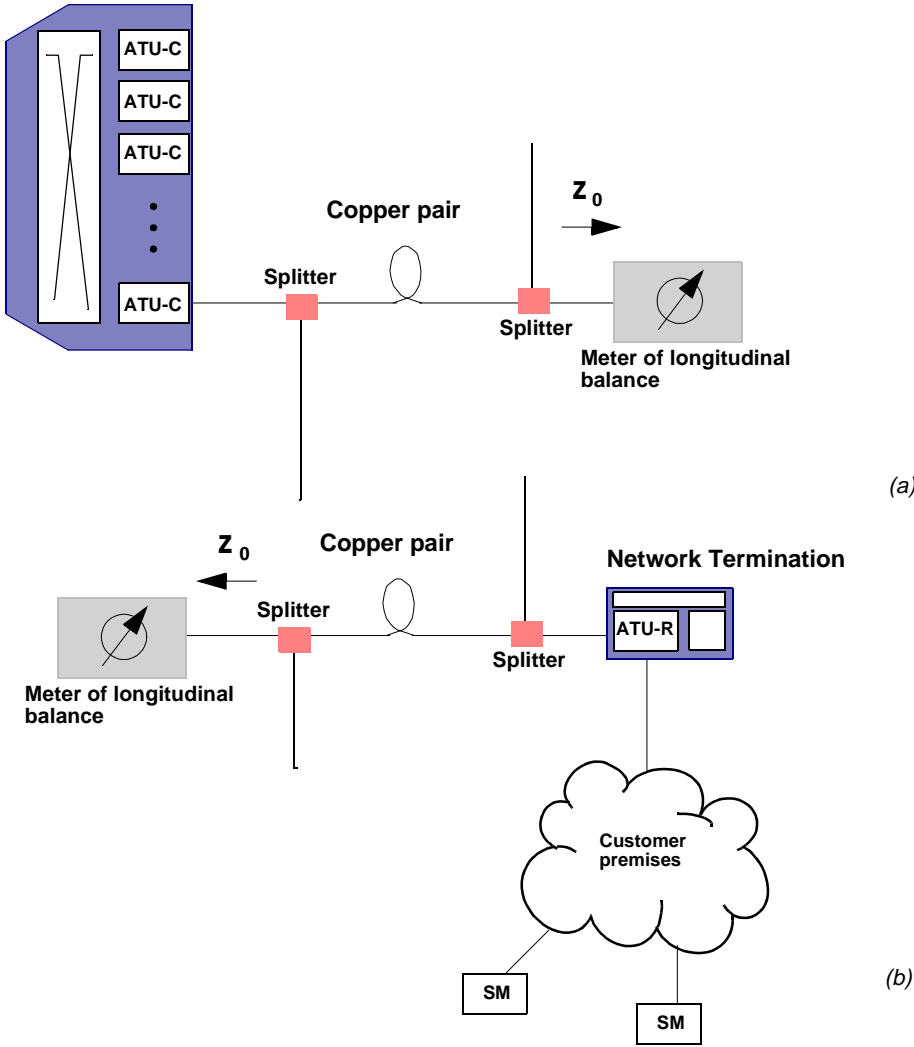 ATU-C
ATU-C
ATU-C
ATU-C
Splitter
Copper pair
Z 0
Splitter
Meter of longitudinal
balance
(a)
Z 0
Copper pair
Network Termination
Splitter
ATU-R
Splitter
Meter of longitudinal
balance
Customer
premises
SM
SM
(b)